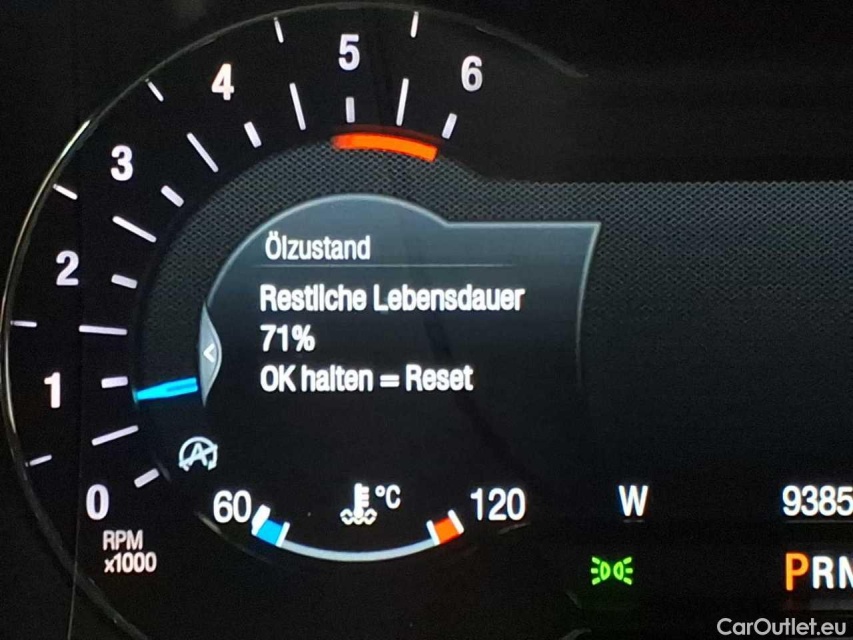 6
5
4
3
2
1
0
RPM
x1000
Ölzustand
Restliche Lebensdauer
71%
OK halten = Reset
60
°C
120
W
9385
PRN
CarOutlet.eu